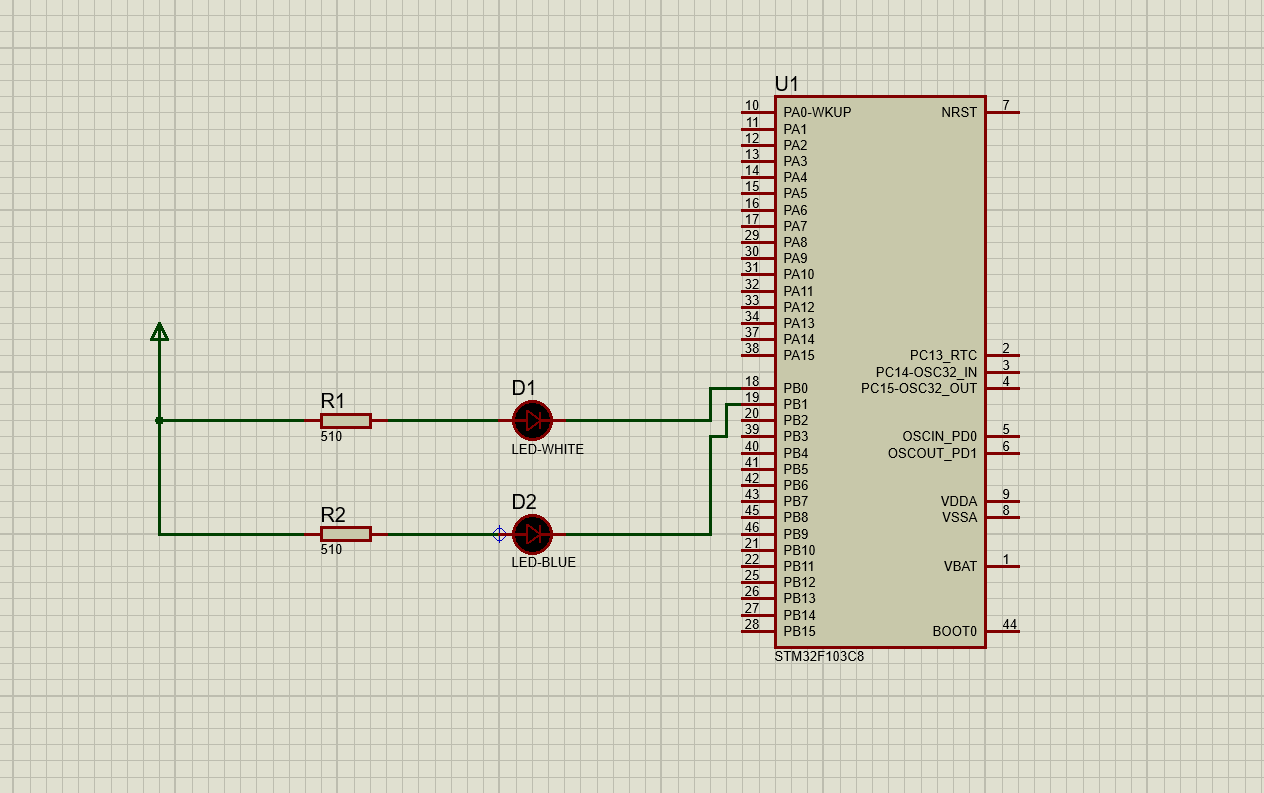 U1
10 PA0-WKUP NRST 7
11 PA1
12 PA2
13 PA3
14 PA4
15 PA5
16 PA6
17 PA7
29 PA8
30 PA9
31 PA10
32 PA11
33 PA12
34 PA13
37 PA14
38 PA15 PC13_RTC 2
PC14-OSC32_IN 3
18 PB0 PC15-OSC32_OUT 4
19 PB1
20 PB2
39 PB3 OSCIN_PD0 5
40 PB4 OSCOUT_PD1 6
41 PB5
42 PB6
43 PB7 VDDA 9
45 PB8 VSSA 8
46 PB9
21 PB10
22 PB11 VBAT 1
25 PB12
26 PB13
27 PB14
28 PB15 BOOT0 44
STM32F103C8
R1
510
D1
LED-WHITE
R2
510
D2
LED-BLUE